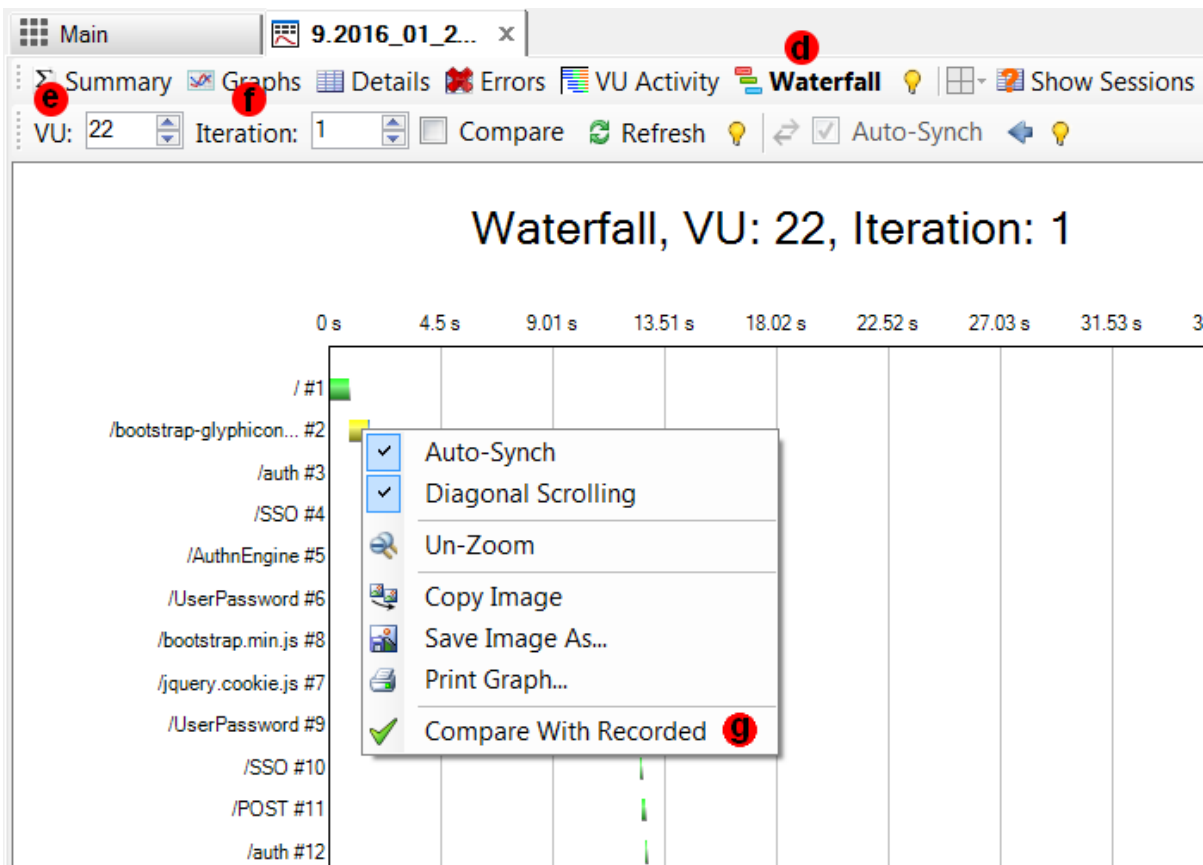 Main 9.2016_01_2... x
d
Σ Summary Graphs Details Errors VU Activity Waterfall Show Sessions
e f
VU: 22 Iteration: 1 Compare Refresh Auto-Synch
Waterfall, VU: 22, Iteration: 1
0 s 4.5 s 9.01 s 13.51 s 18.02 s 22.52 s 27.03 s 31.53 s 3
/ #1
/bootstrap-glyphicon... #2
/auth #3
Auto-Synch
/SSO #4
Diagonal Scrolling
/AuthnEngine #5
Un-Zoom
/UserPassword #6
Copy Image
/bootstrap.min.js #8
Save Image As...
/jquery.cookie.js #7
Print Graph...
/UserPassword #9
Compare With Recorded g
/SSO #10
/POST #11
/auth #12